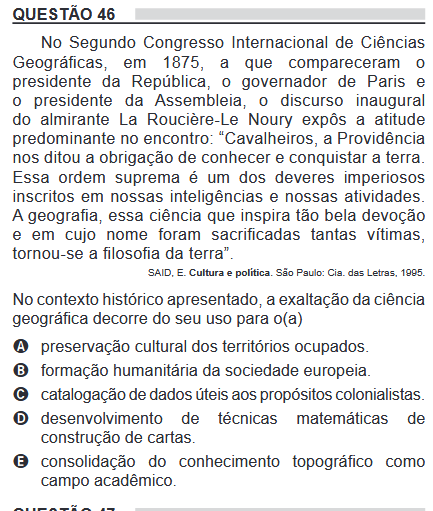 QUESTÃO 46
No Segundo Congresso Internacional de Ciências
Geográficas, em 1875, a que compareceram o
presidente da República, o governador de Paris e
o presidente da Assembleia, o discurso inaugural
do almirante La Roucière-Le Noury expôs a atitude
predominante no encontro: “Cavalheiros, a Providência
nos ditou a obrigação de conhecer e conquistar a terra.
Essa ordem suprema é um dos deveres imperiosos
inscritos em nossas inteligências e nossas atividades.
A geografia, essa ciência que inspira tão bela devoção
e em cujo nome foram sacrificadas tantas vítimas,
tornou-se a filosofia da terra”.
SAID, E. Cultura e política. São Paulo: Cia. das Letras, 1995.
No contexto histórico apresentado, a exaltação da ciência
geográfica decorre do seu uso para o(a)
A preservação cultural dos territórios ocupados.
B formação humanitária da sociedade europeia.
C catalogação de dados úteis aos propósitos colonialistas.
D desenvolvimento de técnicas matemáticas de
construção de cartas.
E consolidação do conhecimento topográfico como
campo acadêmico.
QUESTÃO 47